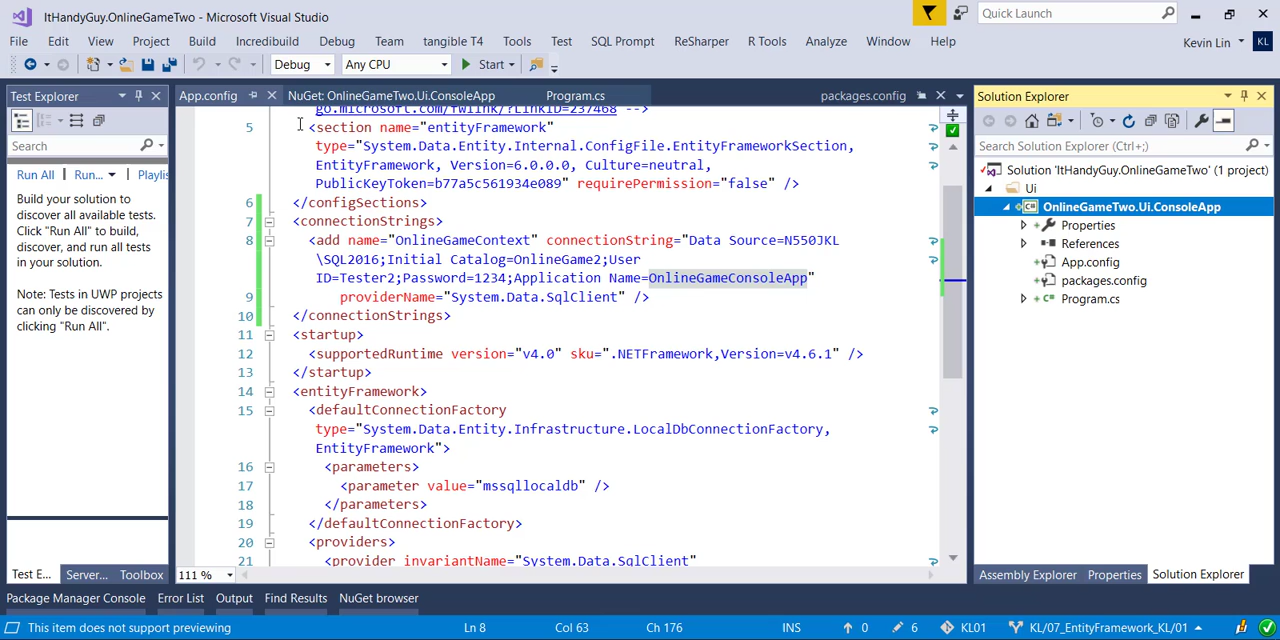 ItHandyGuy.OnlineGameTwo - Microsoft Visual Studio
Quick Launch
File Edit View Project Build Incredibuild Debug Team tangible T4 Tools Test SQL Prompt ReSharper R Tools Analyze Window Help
Kevin Lin KL
Debug Any CPU Start
Test Explorer
Search
Run All Run... Playlis
Build your solution to
discover all available tests.
Click "Run All" to build,
discover, and run all tests
in your solution.
Note: Tests in UWP projects
can only be discovered by
clicking "Run All".
Test E... Server... Toolbox
App.config NuGet: OnlineGameTwo.Ui.ConsoleApp Program.cs packages.config
go.microsoft.com/fwlink/?LinkID=237468 -->
5 <section name="entityFramework"
type="System.Data.Entity.Internal.ConfigFile.EntityFrameworkSection,
EntityFramework, Version=6.0.0.0, Culture=neutral,
PublicKeyToken=b77a5c561934e089" requirePermission="false" />
6 </configSections>
7 <connectionStrings>
8 <add name="OnlineGameContext" connectionString="Data Source=N550JKL
\SQL2016;Initial Catalog=OnlineGame2;User
ID=Tester2;Password=1234;Application Name=OnlineGameConsoleApp"
9 providerName="System.Data.SqlClient" />
10 </connectionStrings>
11 <startup>
12 <supportedRuntime version="v4.0" sku=".NETFramework,Version=v4.6.1" />
13 </startup>
14 <entityFramework>
15 <defaultConnectionFactory
type="System.Data.Entity.Infrastructure.LocalDbConnectionFactory,
EntityFramework">
16 <parameters>
17 <parameter value="mssqllocaldb" />
18 </parameters>
19 </defaultConnectionFactory>
20 <providers>
21 <provider invariantName="System.Data.SqlClient"
111 %
Solution Explorer
Search Solution Explorer (Ctrl+;)
Solution 'ItHandyGuy.OnlineGameTwo' (1 project)
Ui
OnlineGameTwo.Ui.ConsoleApp
Properties
References
App.config
packages.config
Program.cs
Assembly Explorer Properties Solution Explorer
Package Manager Console Error List Output Find Results NuGet browser
This item does not support previewing Ln 8 Col 63 Ch 176 INS 0 6 KL01 KL/07_EntityFramework_KL/01